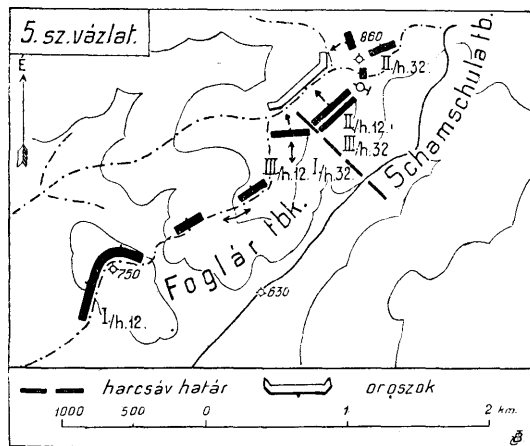 5. sz. vázlat.
É
860
II/h.32.
II/h.12.
III/h.32
III/h.12.
I/h.32.
Schamschula tb.
Foglár tbk.
750
I/h.12.
630
harcsáv határ
oroszok
1000 500 0 1 2 km.